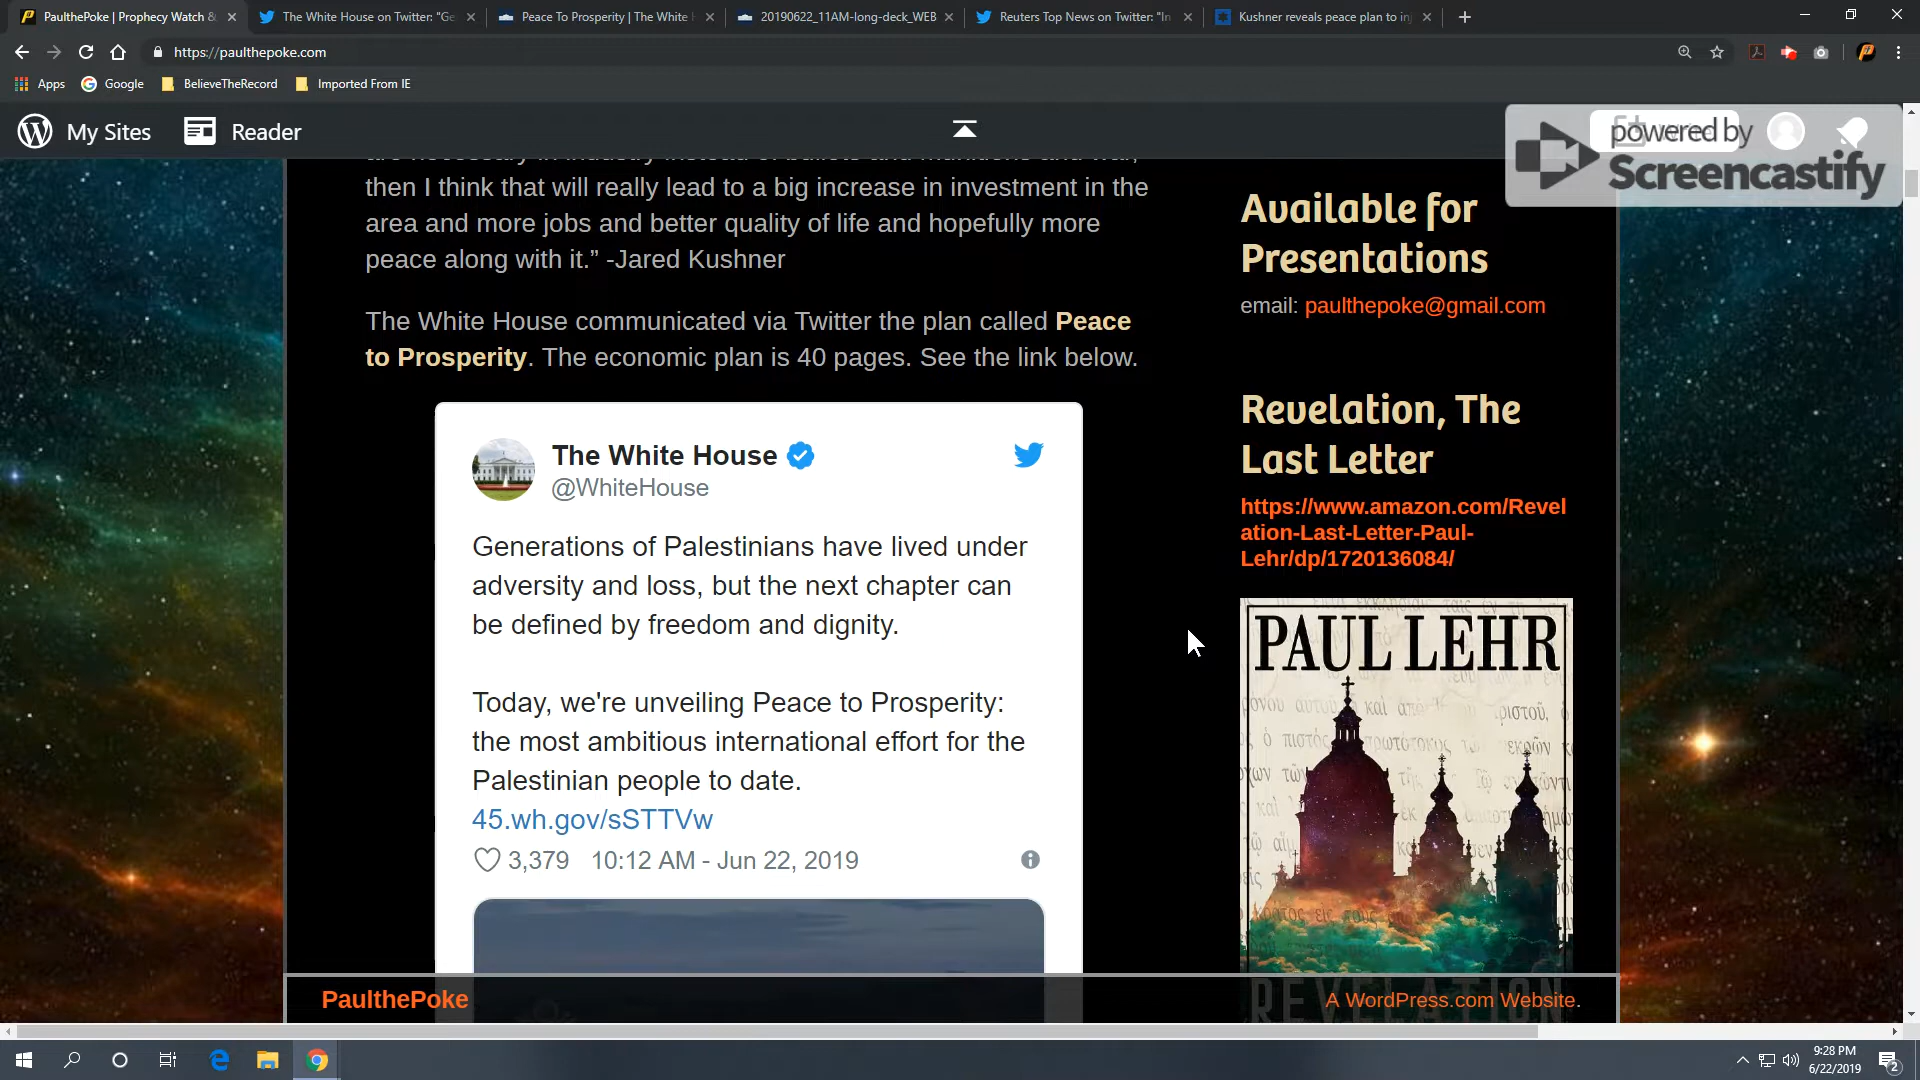 PaulthePoke | Prophecy Watch &
The White House on Twitter: "Ge
Peace To Prosperity | The White H
20190622_11AM-long-deck_WEB
Reuters Top News on Twitter: "In
Kushner reveals peace plan to inj
https://paulthepoke.com
Apps
Google
BelieveTheRecord
Imported From IE
My Sites
Reader
powered by
Screencastify
then I think that will really lead to a big increase in investment in the
area and more jobs and better quality of life and hopefully more
peace along with it.” -Jared Kushner
The White House communicated via Twitter the plan called Peace
to Prosperity. The economic plan is 40 pages. See the link below.
The White House
@WhiteHouse
Generations of Palestinians have lived under
adversity and loss, but the next chapter can
be defined by freedom and dignity.
Today, we're unveiling Peace to Prosperity:
the most ambitious international effort for the
Palestinian people to date.
45.wh.gov/sSTTVw
3,379 10:12 AM - Jun 22, 2019
Available for
Presentations
email: paulthepoke@gmail.com
Revelation, The
Last Letter
https://www.amazon.com/Revel
ation-Last-Letter-Paul-
Lehr/dp/1720136084/
PAUL LEHR
REVELATION
PaulthePoke
A WordPress.com Website.
9:28 PM
6/22/2019
2